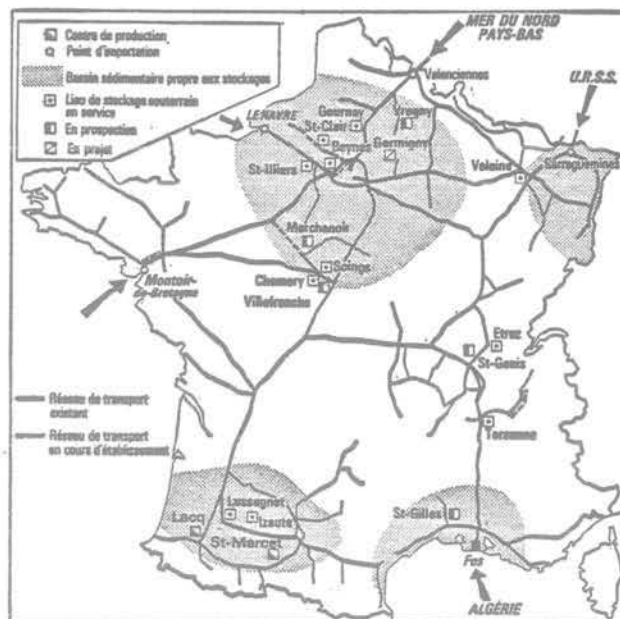 Centre de production
Point d'importation
Bassin sédimentaire propre aux stockages
Lieu de stockage souterrain
en service
En prospection
En projet
MER DU NORD
PAYS-BAS
U.R.S.S.
Valenciennes
LE HAVRE
Gournay
St-Clair
Beynes
Germigny
St-Illiers
Velaine
Sarreguemines
Marchenoir
Soings
Chemery
Villefranche
Montoir-
de-Bretagne
Etrez
St-Genis
Réseau de transport
existant
Réseau de transport
en cours d'établissement
Tersanne
Lussagnet
Izaute
Lacq
St-Marcet
St-Gilles
Fos
ALGÉRIE